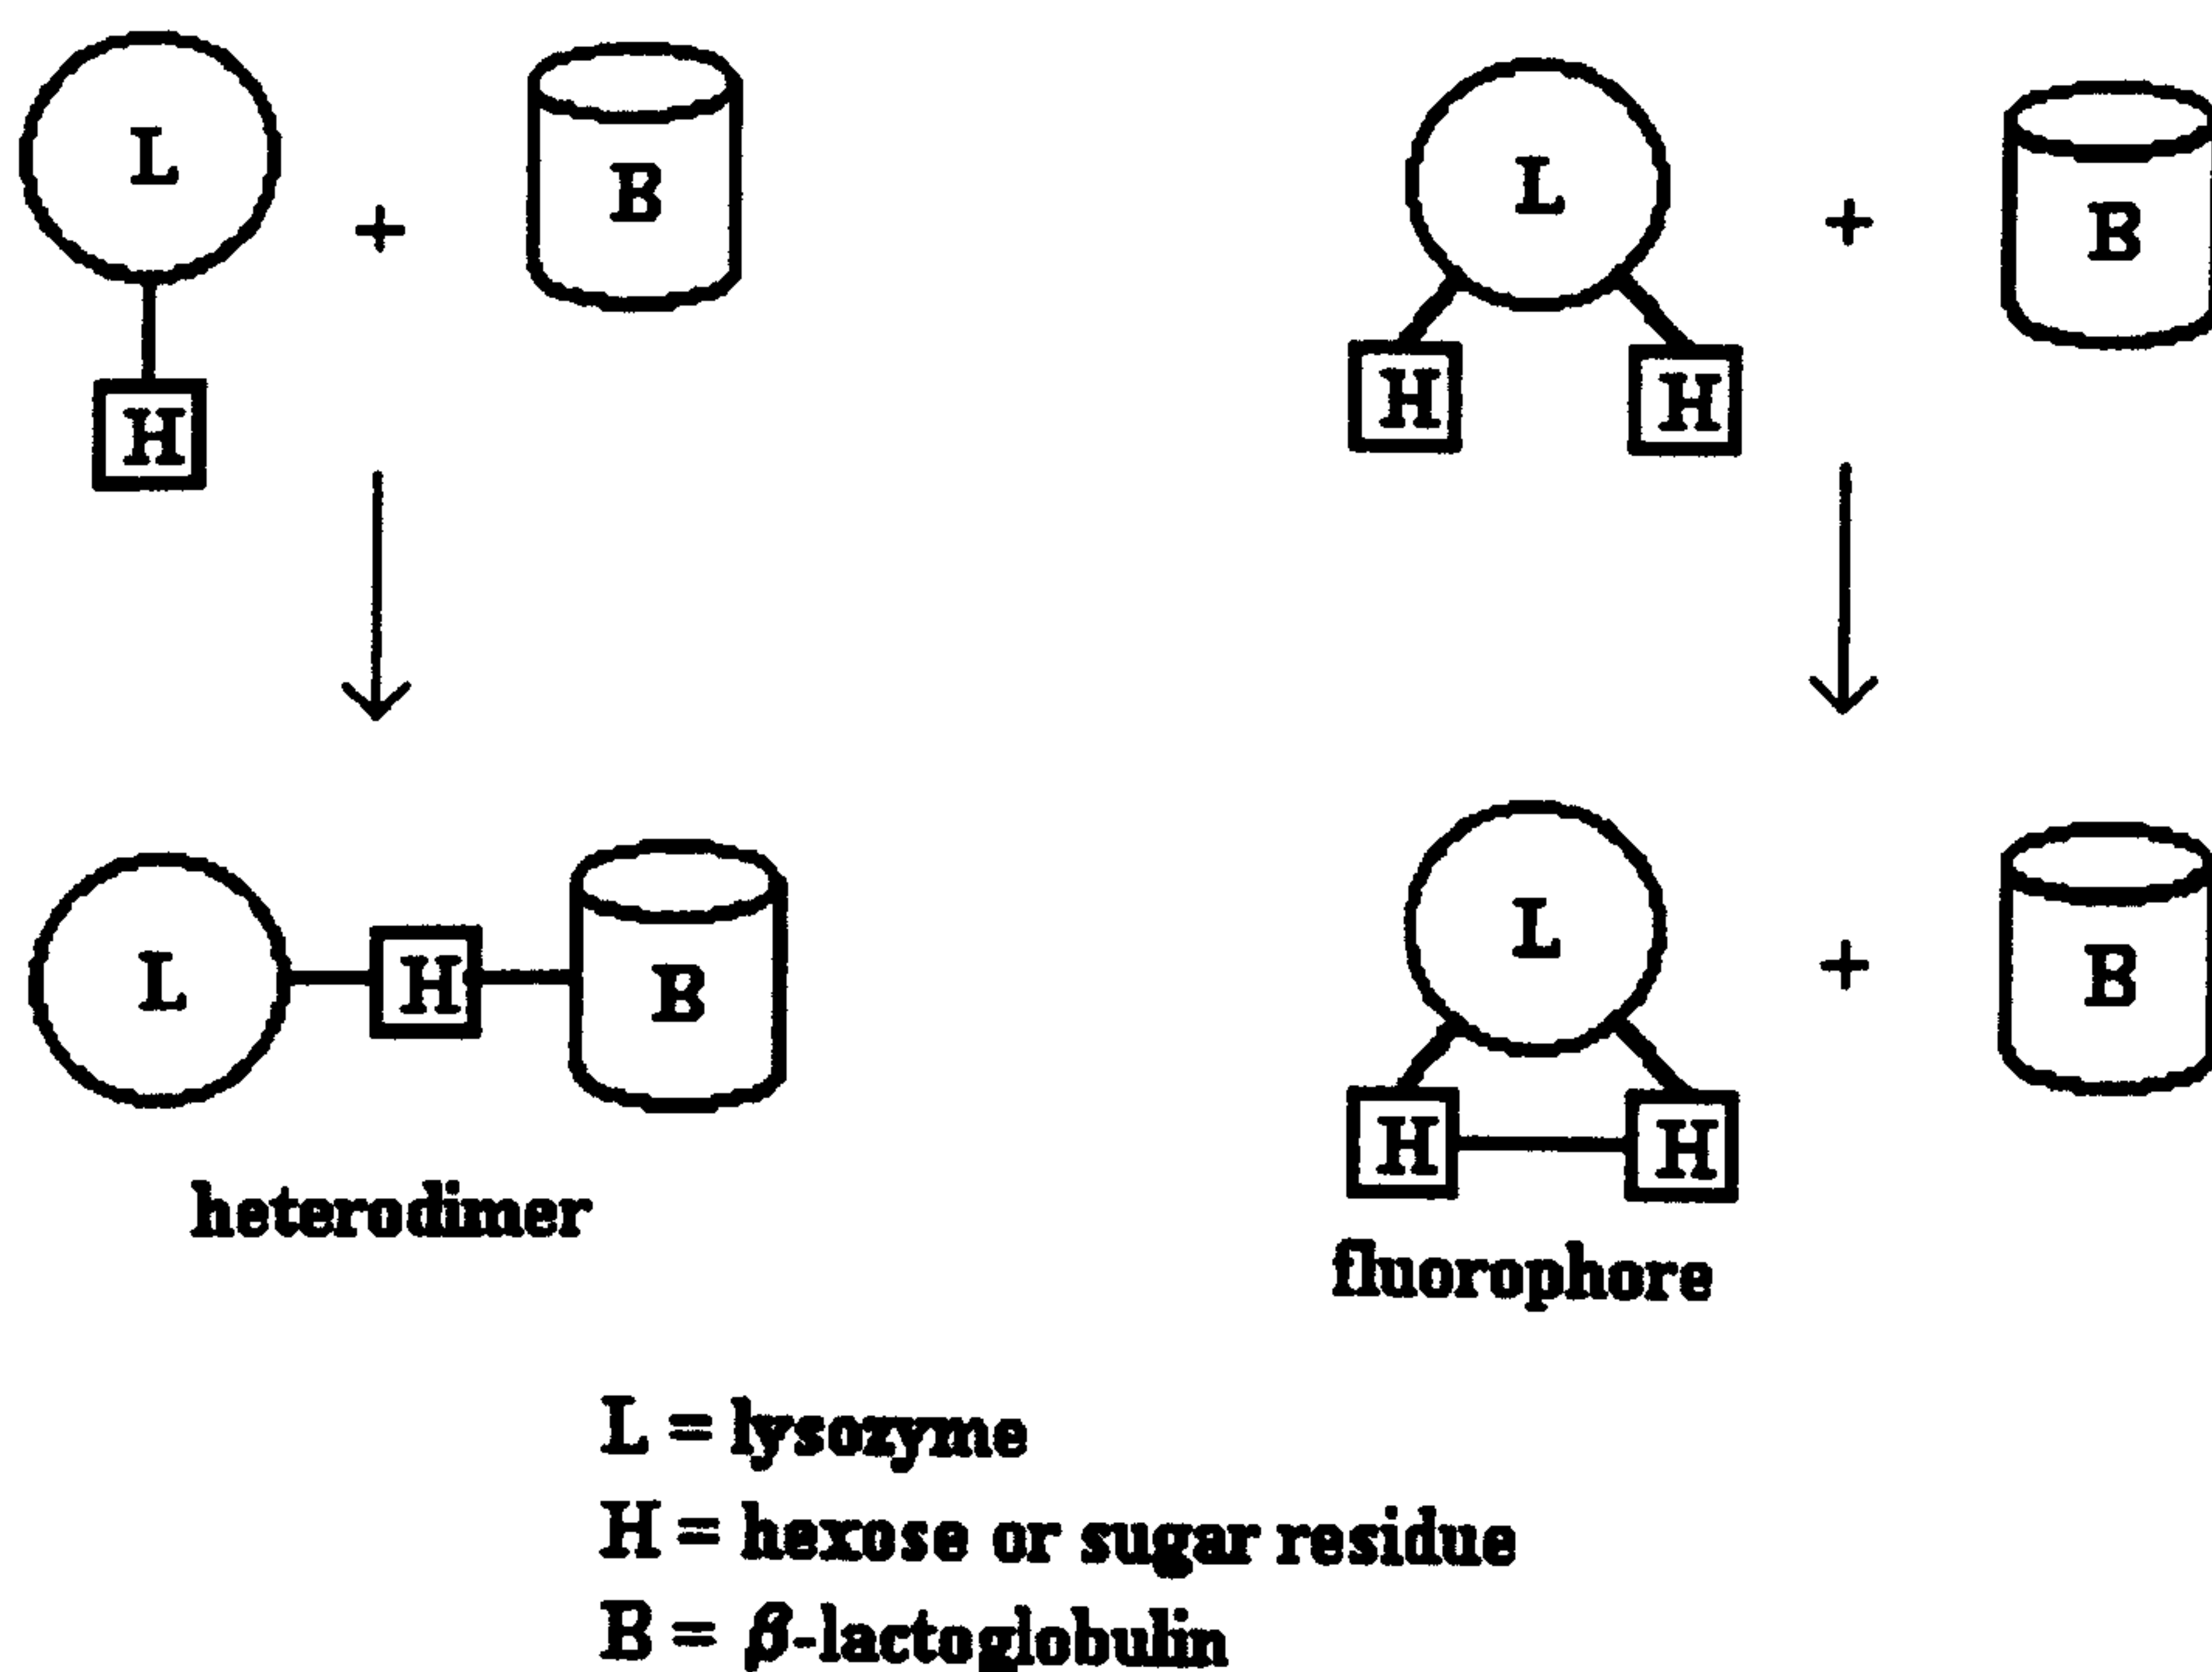 L + B L + B
H H H
L H B L + B
H H
heterodimer
fluorophore
L = lysozyme
H = hexose or sugar residue
B = β-lactoglobulin